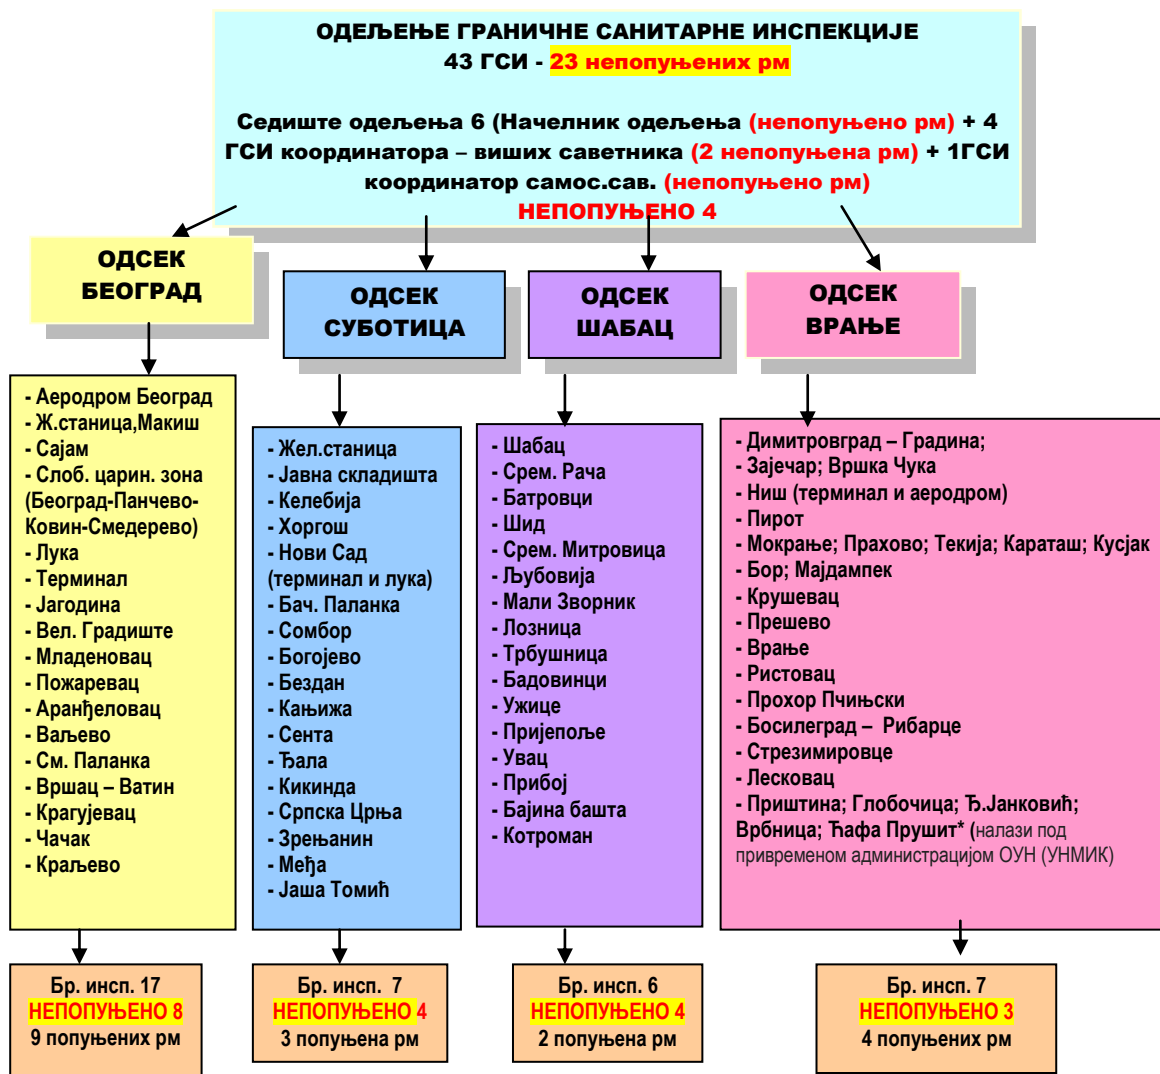 ОДЕЉЕЊЕ ГРАНИЧНЕ САНИТАРНЕ ИНСПЕКЦИЈЕ
43 ГСИ - 23 непопуњених рм
Седиште одељења 6 (Начелник одељења (непопуњено рм) + 4
ГСИ координатора – виших саветника (2 непопуњена рм) + 1ГСИ
координатор самос.сав. (непопуњено рм)
НЕПОПУЊЕНО 4
ОДСЕК
БЕОГРАД
- Аеродром Београд
- Ж.станица,Макиш
- Сајам
- Слоб. царин. зона
(Београд-Панчево-
Ковин-Смедерево)
- Лука
- Терминал
- Јагодина
- Вел. Градиште
- Младеновац
- Пожаревац
- Аранђеловац
- Ваљево
- См. Паланка
- Вршац – Ватин
- Крагујевац
- Чачак
- Краљево
Бр. инсп. 17
НЕПОПУЊЕНО 8
9 попуњених рм
ОДСЕК
СУБОТИЦА
- Жел.станица
- Јавна складишта
- Келебија
- Хоргош
- Нови Сад
(терминал и лука)
- Бач. Паланка
- Сомбор
- Богојево
- Бездан
- Кањижа
- Сента
- Ђала
- Кикинда
- Српска Црња
- Зрењанин
- Међа
- Јаша Томић
Бр. инсп. 7
НЕПОПУЊЕНО 4
3 попуњена рм
ОДСЕК
ШАБАЦ
- Шабац
- Срем. Рача
- Батровци
- Шид
- Срем. Митровица
- Љубовија
- Мали Зворник
- Лозница
- Трбушница
- Бадовинци
- Ужице
- Пријепоље
- Увац
- Прибој
- Бајина башта
- Котроман
Бр. инсп. 6
НЕПОПУЊЕНО 4
2 попуњена рм
ОДСЕК
ВРАЊЕ
- Димитровград – Градина;
- Зајечар; Вршка Чука
- Ниш (терминал и аеродром)
- Пирот
- Мокрање; Прахово; Текија; Караташ; Кусјак
- Бор; Мајдампек
- Крушевац
- Прешево
- Врање
- Ристовац
- Прохор Пчињски
- Босилеград – Рибарце
- Стрезимировце
- Лесковац
- Приштина; Глобочица; Ђ.Јанковић;
Врбница; Ћафа Прушит* (налази под
привременом администрацијом ОУН (УНМИК)
Бр. инсп. 7
НЕПОПУЊЕНО 3
4 попуњених рм